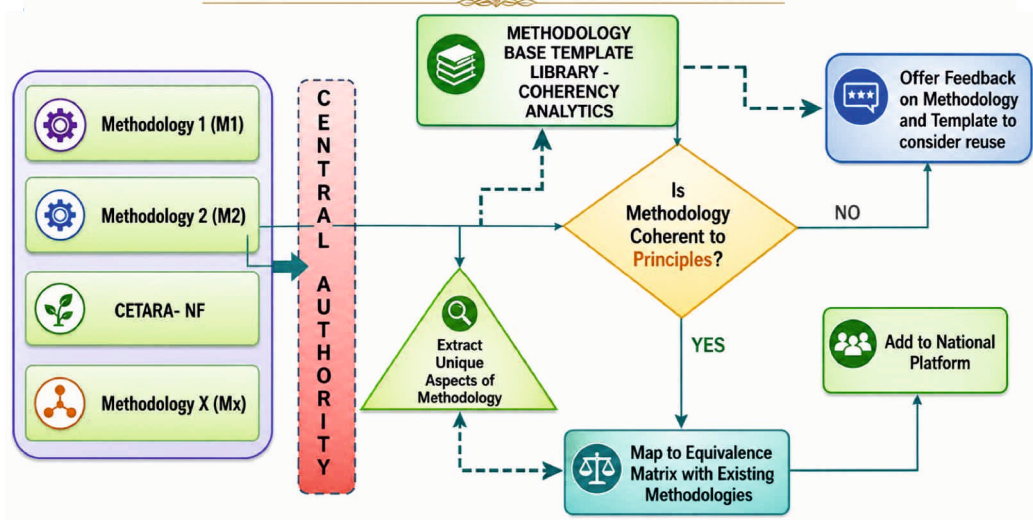 METHODOLOGY
BASE TEMPLATE
LIBRARY -
COHERENCY
ANALYTICS
Offer Feedback
on Methodology
and Template to
consider reuse
Methodology 1 (M1)
Methodology 2 (M2)
CETARA- NF
Methodology X (Mx)
CENTRAL AUTHORITY
Is
Methodology
Coherent to
Principles?
NO
YES
Extract
Unique
Aspects of
Methodology
Add to National
Platform
Map to Equivalence
Matrix with Existing
Methodologies